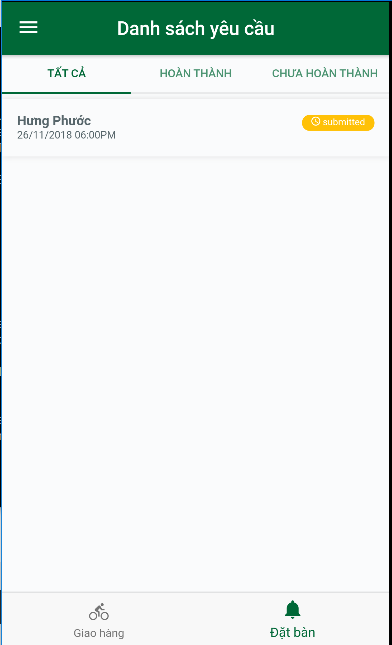 Danh sách yêu cầu
TẤT CẢ
HOÀN THÀNH
CHƯA HOÀN THÀNH
Hưng Phước
submitted
26/11/2018 06:00PM
Giao hàng
Đặt bàn